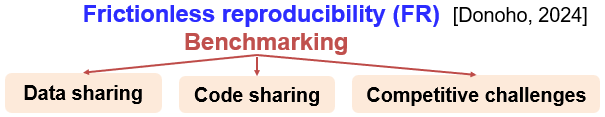 Frictionless reproducibility (FR) [Donoho, 2024]
Benchmarking
Data sharing Code sharing Competitive challenges